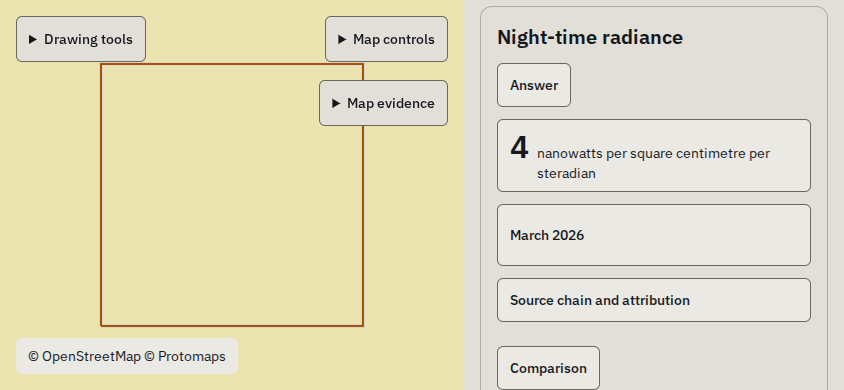 Drawing tools
Map controls
Map evidence
© OpenStreetMap © Protomaps
Night-time radiance
Answer
4 nanowatts per square centimetre per
steradian
March 2026
Source chain and attribution
Comparison